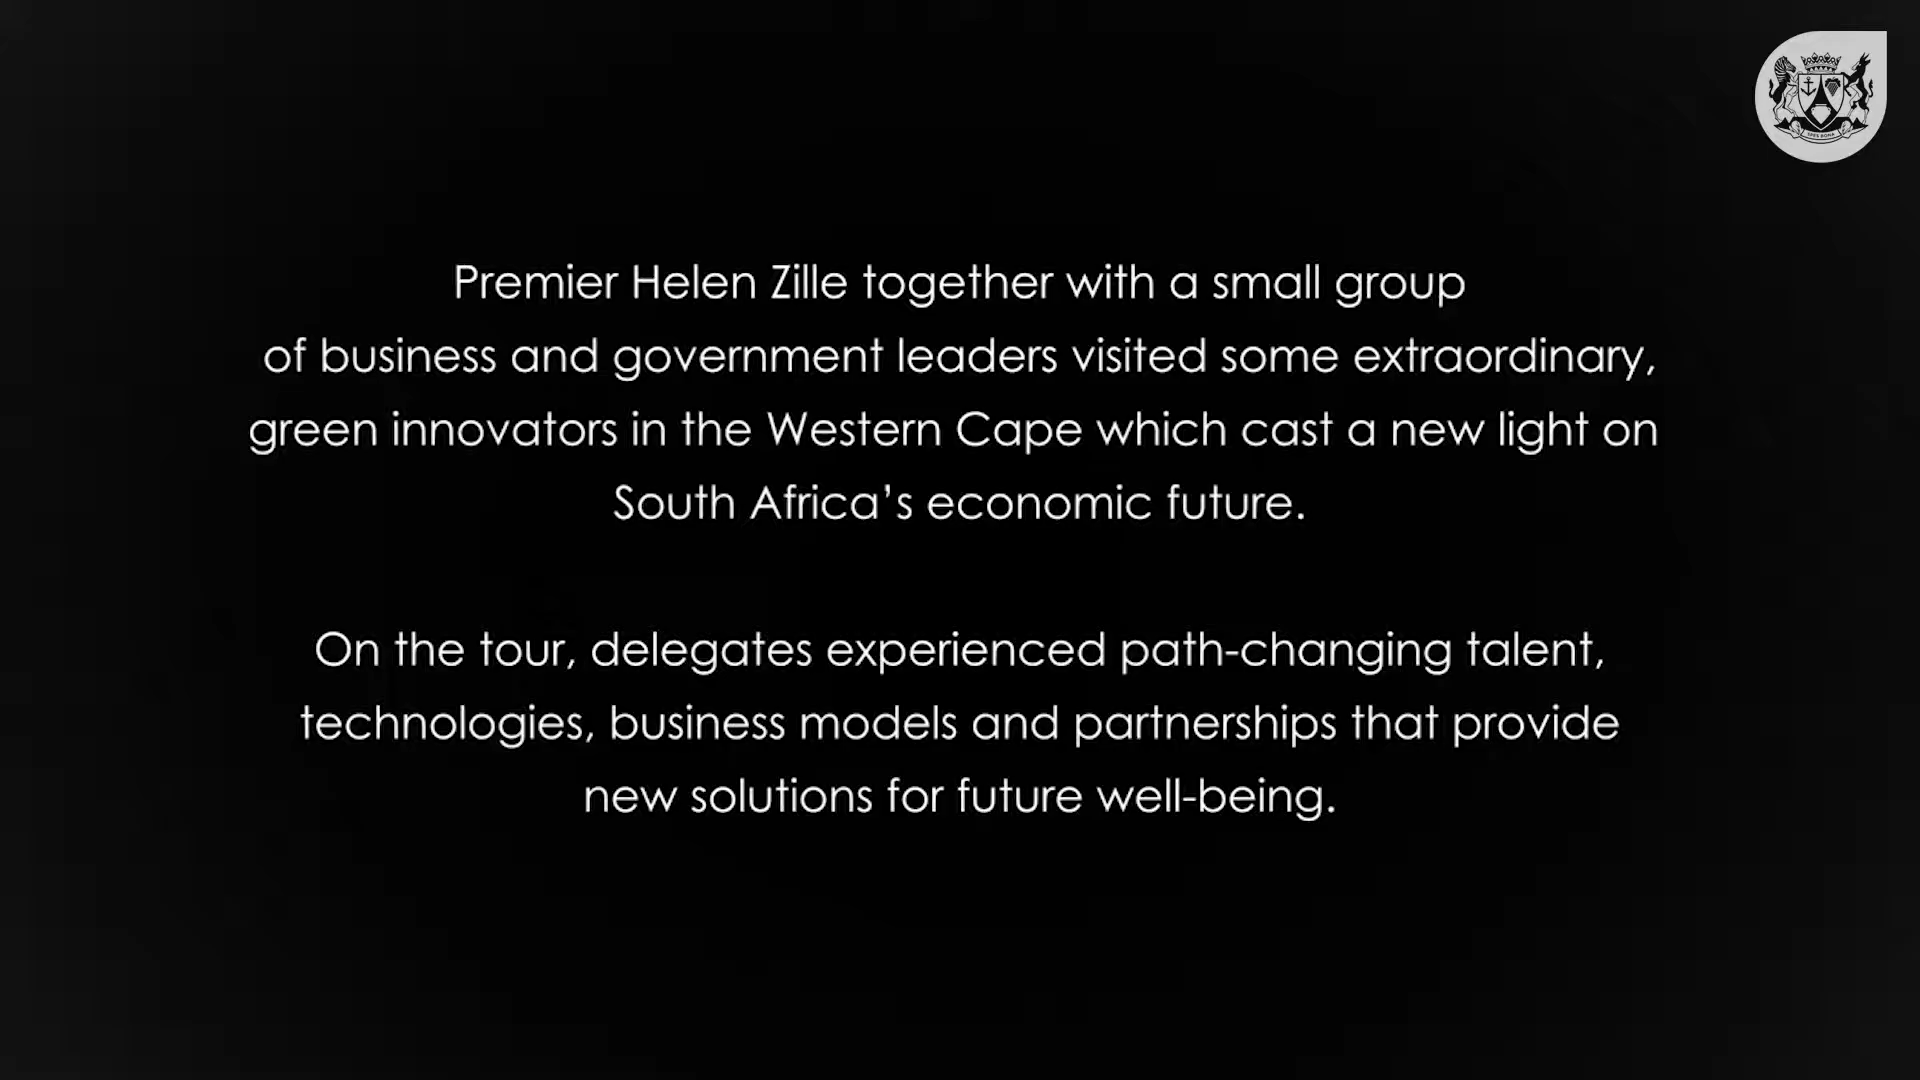 Premier Helen Zille together with a small group
of business and government leaders visited some extraordinary,
green innovators in the Western Cape which cast a new light on
South Africa’s economic future.
On the tour, delegates experienced path-changing talent,
technologies, business models and partnerships that provide
new solutions for future well-being.
SPES BONA